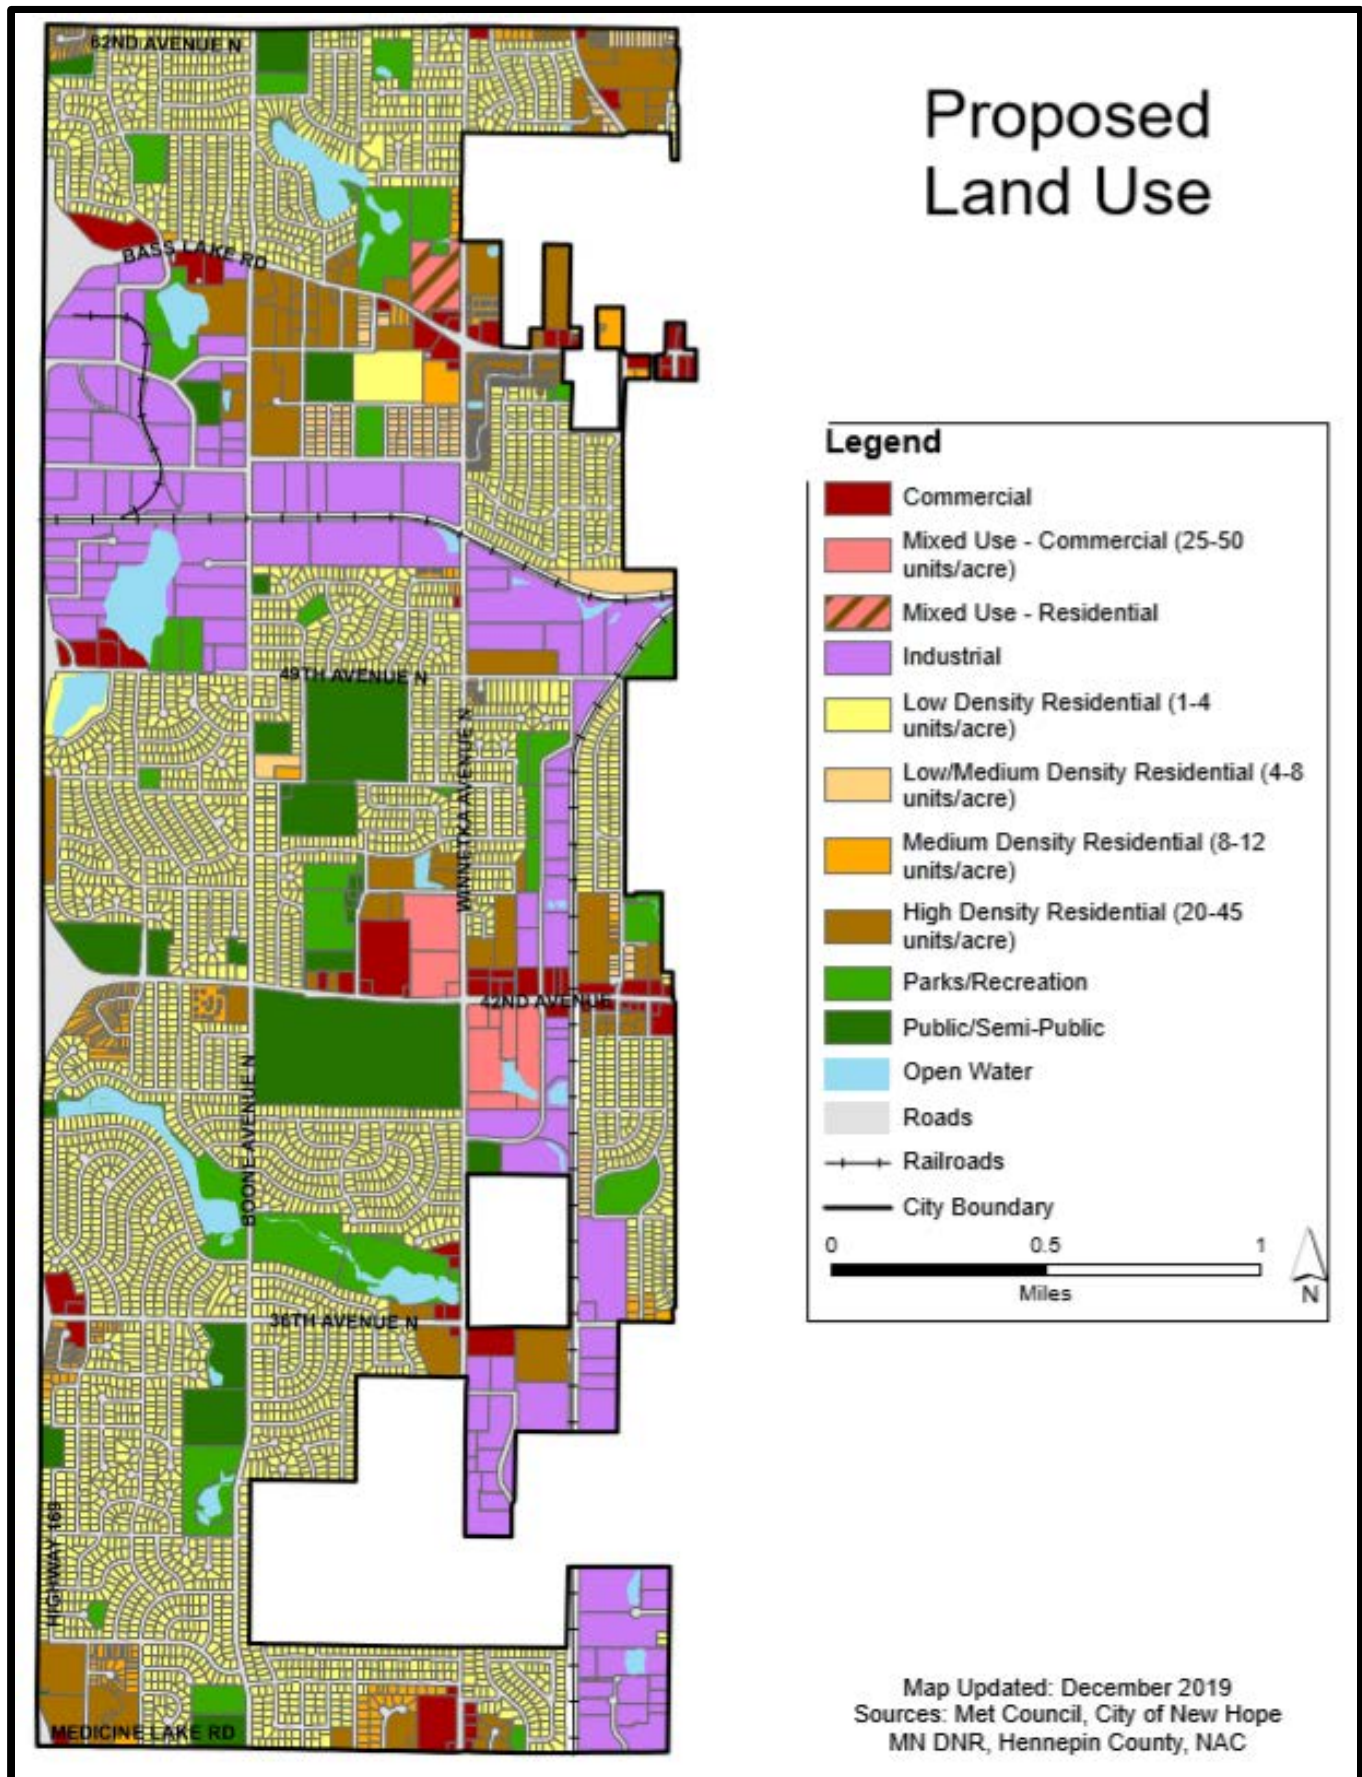 Proposed
Land Use
62ND AVENUE N
BASS LAKE RD
49TH AVENUE N
WINNETKA AVENUE N
42ND AVENUE
BOONE AVENUE N
36TH AVENUE N
HIGHWAY 169
MEDICINE LAKE RD
Legend
Commercial
Mixed Use - Commercial (25-50
units/acre)
Mixed Use - Residential
Industrial
Low Density Residential (1-4
units/acre)
Low/Medium Density Residential (4-8
units/acre)
Medium Density Residential (8-12
units/acre)
High Density Residential (20-45
units/acre)
Parks/Recreation
Public/Semi-Public
Open Water
Roads
Railroads
City Boundary
0 0.5 1
Miles
N
Map Updated: December 2019
Sources: Met Council, City of New Hope
MN DNR, Hennepin County, NAC